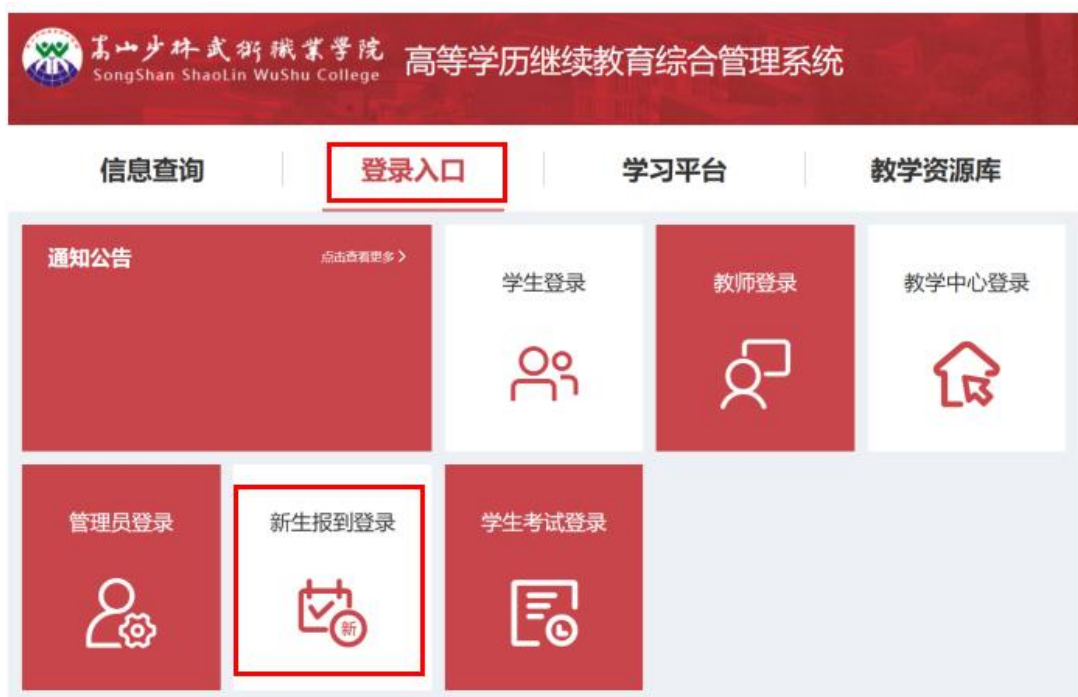 嵩山少林武術職業學院
SongShan ShaoLin WuShu College
高等学历继续教育综合管理系统
信息查询
登录入口
学习平台
教学资源库
通知公告
点击查看更多 >
学生登录
教师登录
教学中心登录
管理员登录
新生报到登录
学生考试登录
新